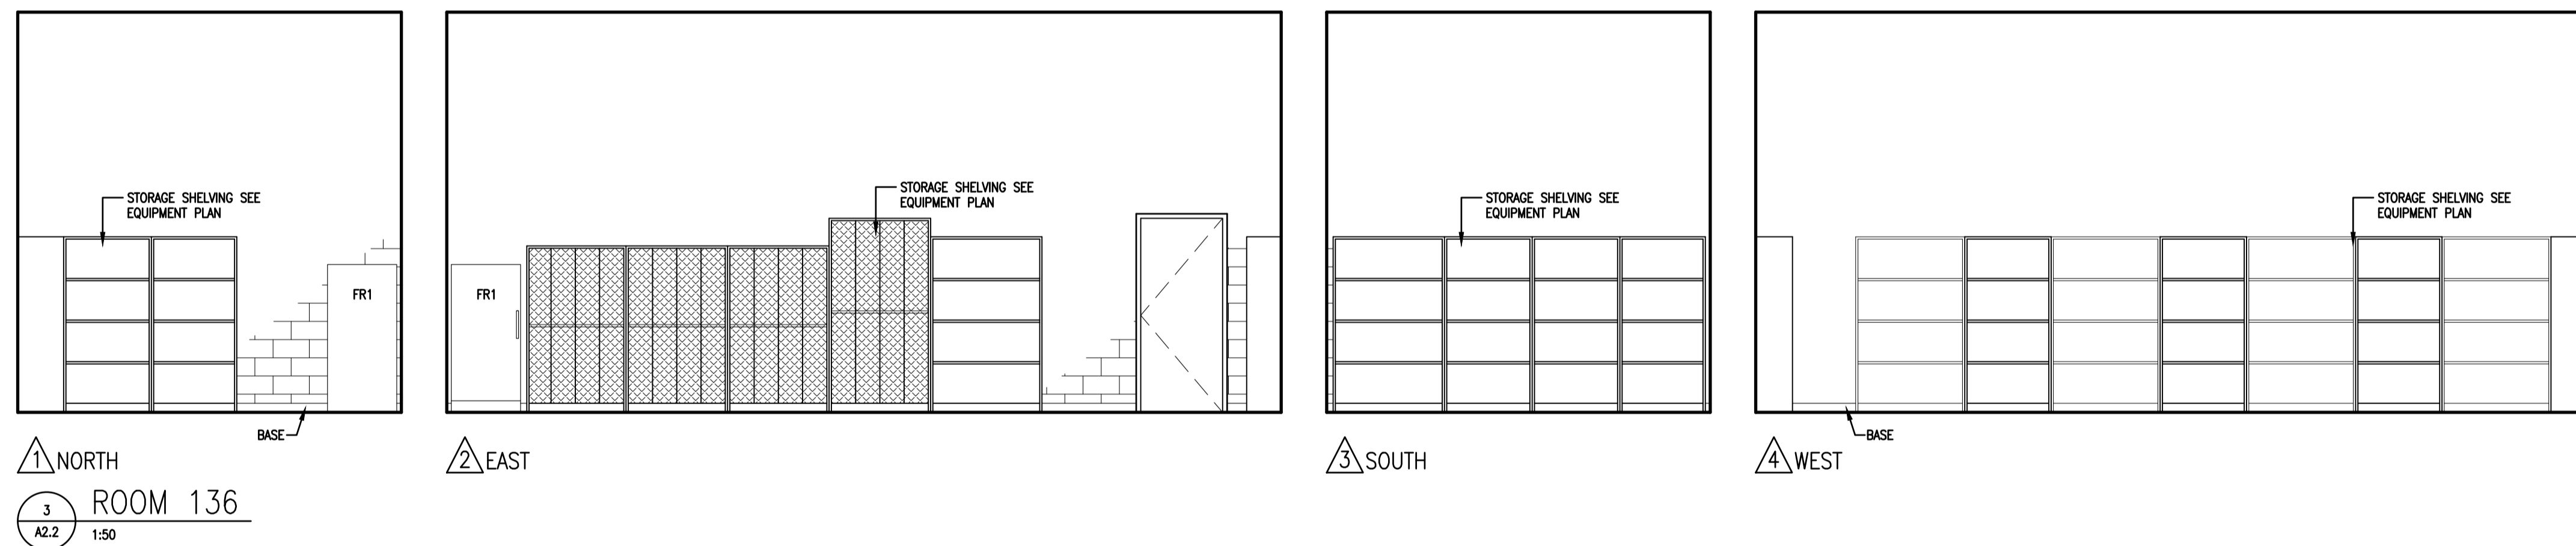 STORAGE SHELVING SEE
EQUIPMENT PLAN
FR1
BASE
1 NORTH
STORAGE SHELVING SEE
EQUIPMENT PLAN
FR1
2 EAST
STORAGE SHELVING SEE
EQUIPMENT PLAN
3 SOUTH
STORAGE SHELVING SEE
EQUIPMENT PLAN
BASE
4 WEST
3
A2.2
ROOM 136
1:50